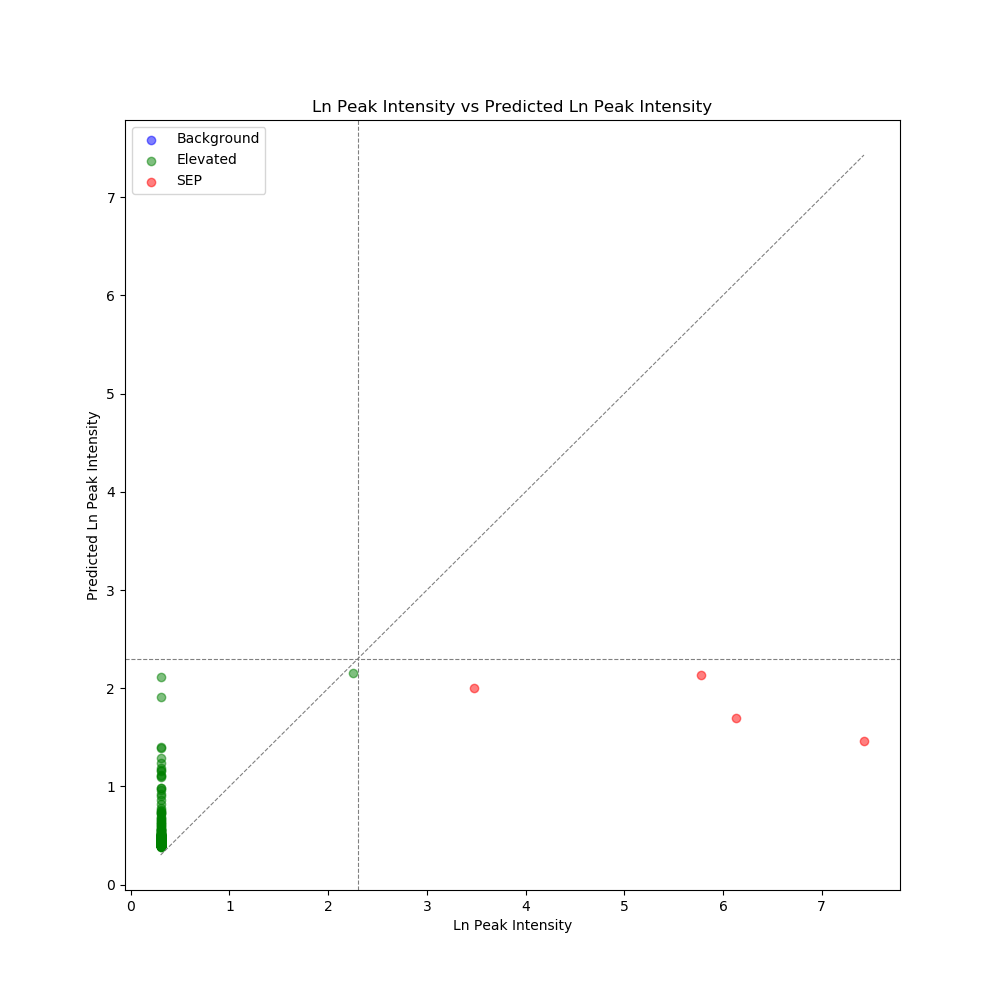 Ln Peak Intensity vs Predicted Ln Peak Intensity
Background
Elevated
SEP
7
6
5
4
3
2
1
0
Predicted Ln Peak Intensity
0 1 2 3 4 5 6 7
Ln Peak Intensity